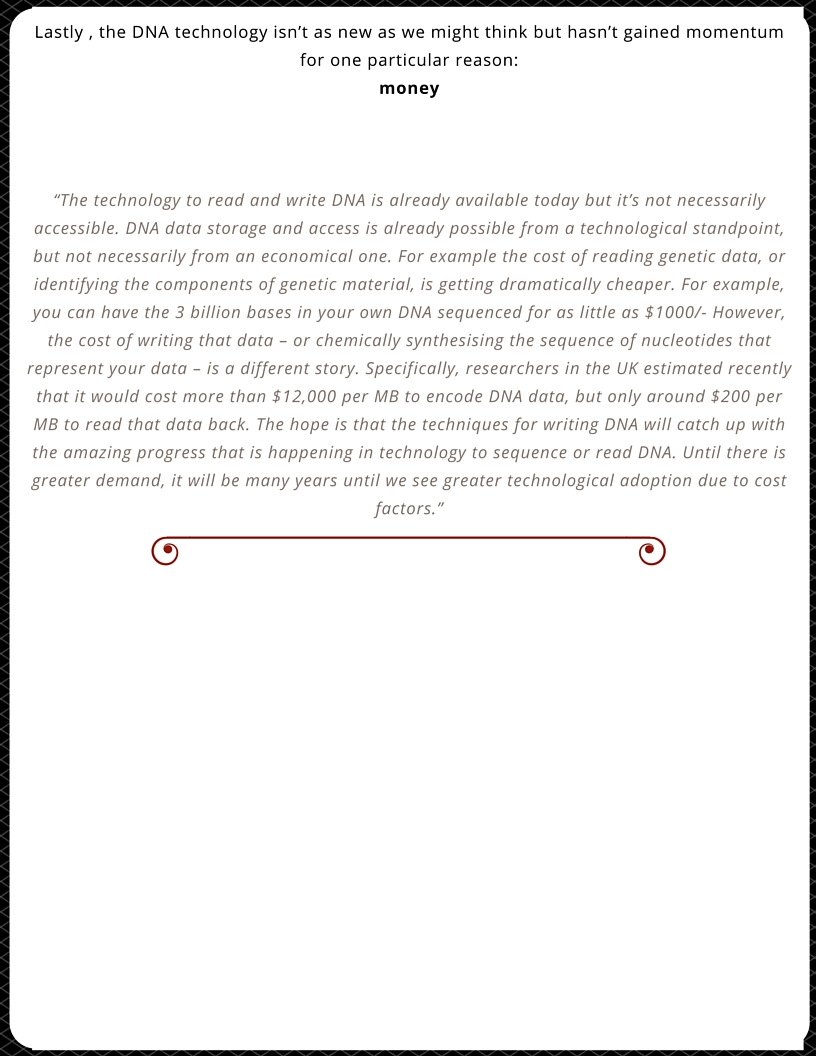 Lastly , the DNA technology isn’t as new as we might think but hasn’t gained momentum
for one particular reason:
money
“The technology to read and write DNA is already available today but it’s not necessarily
accessible. DNA data storage and access is already possible from a technological standpoint,
but not necessarily from an economical one. For example the cost of reading genetic data, or
identifying the components of genetic material, is getting dramatically cheaper. For example,
you can have the 3 billion bases in your own DNA sequenced for as little as $1000/- However,
the cost of writing that data – or chemically synthesising the sequence of nucleotides that
represent your data – is a different story. Specifically, researchers in the UK estimated recently
that it would cost more than $12,000 per MB to encode DNA data, but only around $200 per
MB to read that data back. The hope is that the techniques for writing DNA will catch up with
the amazing progress that is happening in technology to sequence or read DNA. Until there is
greater demand, it will be many years until we see greater technological adoption due to cost
factors.”